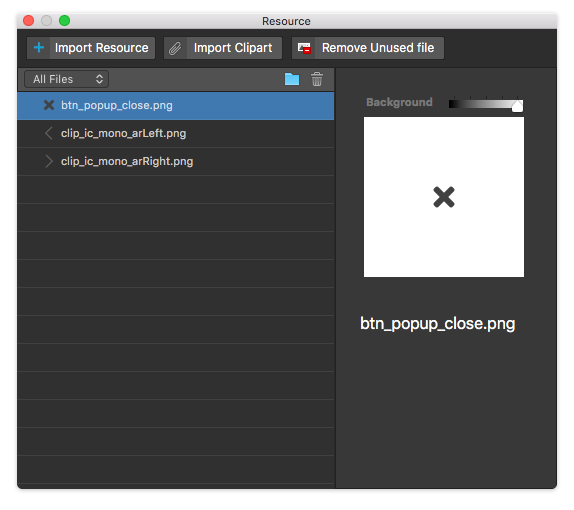 Resource
Import Resource
Import Clipart
Remove Unused file
All Files
btn_popup_close.png
clip_ic_mono_arLeft.png
clip_ic_mono_arRight.png
Background
btn_popup_close.png